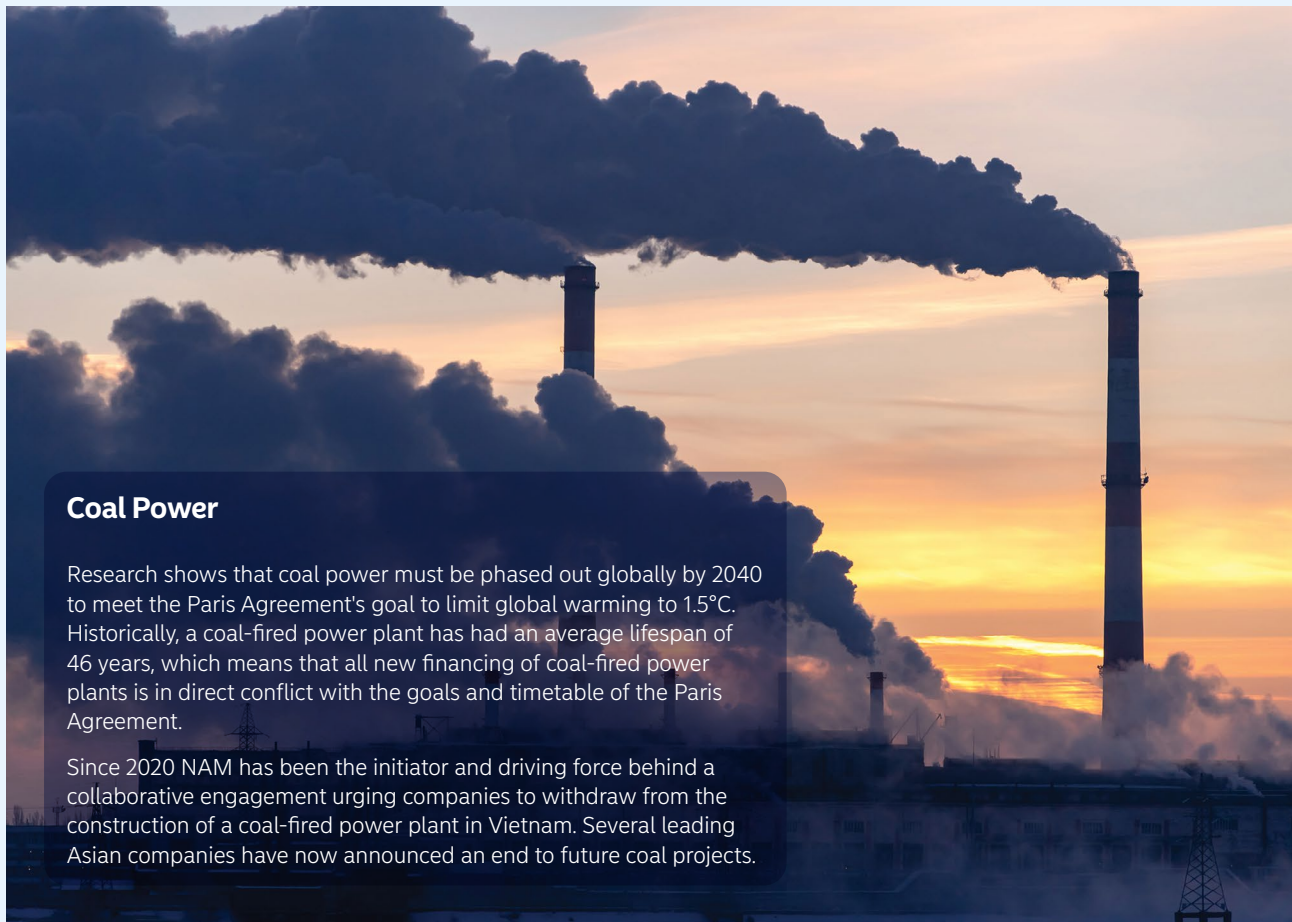 Coal Power
Research shows that coal power must be phased out globally by 2040
to meet the Paris Agreement's goal to limit global warming to 1.5°C.
Historically, a coal-fired power plant has had an average lifespan of
46 years, which means that all new financing of coal-fired power
plants is in direct conflict with the goals and timetable of the Paris
Agreement.
Since 2020 NAM has been the initiator and driving force behind a
collaborative engagement urging companies to withdraw from the
construction of a coal-fired power plant in Vietnam. Several leading
Asian companies have now announced an end to future coal projects.